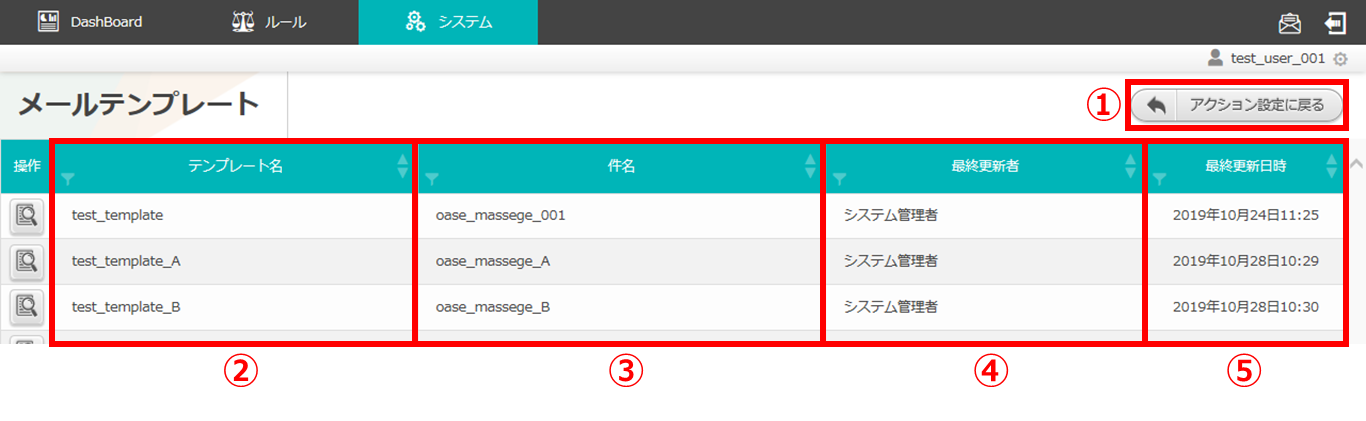 DashBoard ルール システム
test_user_001
メールテンプレート ① アクション設定に戻る
操作 テンプレート名 件名 最終更新者 最終更新日時
test_template oase_massege_001 システム管理者 2019年10月24日11:25
test_template_A oase_massege_A システム管理者 2019年10月28日10:29
test_template_B oase_massege_B システム管理者 2019年10月28日10:30
② ③ ④ ⑤